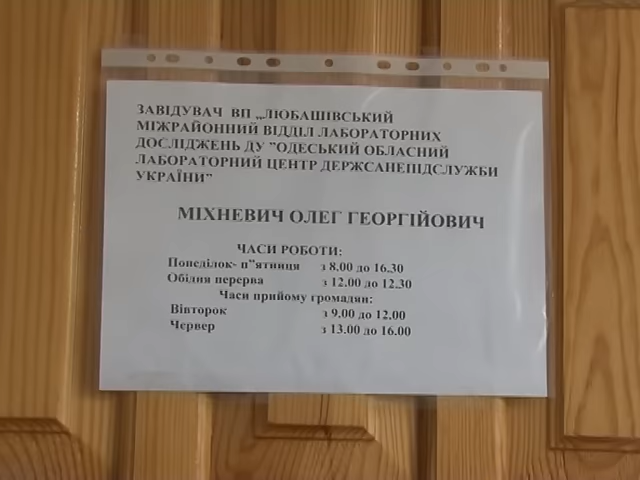 ЗАВІДУВАЧ ВП „ЛЮБАШІВСЬКИЙ
МІЖРАЙОННИЙ ВІДДІЛ ЛАБОРАТОРНИХ
ДОСЛІДЖЕНЬ ДУ ”ОДЕСЬКИЙ ОБЛАСНИЙ
ЛАБОРАТОРНИЙ ЦЕНТР ДЕРЖСАНЕПІДСЛУЖБИ
УКРАЇНИ”
МІХНЕВИЧ ОЛЕГ ГЕОРГІЙОВИЧ
ЧАСИ РОБОТИ:
Понеділок- п”ятниця з 8.00 до 16.30
Обідня перерва з 12.00 до 12.30
Часи прийому громадян:
Вівторок з 9.00 до 12.00
Червер з 13.00 до 16.00